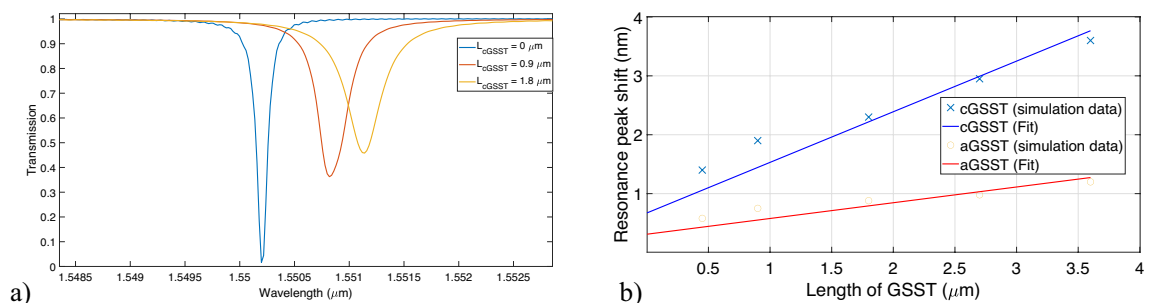 1
0.9
0.8
0.7
0.6
0.5
0.4
0.3
0.2
0.1
0
Transmission
L_cGSST = 0 μm
L_cGSST = 0.9 μm
L_cGSST = 1.8 μm
1.5485 1.549 1.5495 1.55 1.5505 1.551 1.5515 1.552 1.5525
Wavelength (μm)
a)
4
3
2
1
Resonance peak shift (nm)
cGSST (simulation data)
cGSST (Fit)
aGSST (simulation data)
aGSST (Fit)
0.5 1 1.5 2 2.5 3 3.5 4
Length of GSST (μm)
b)